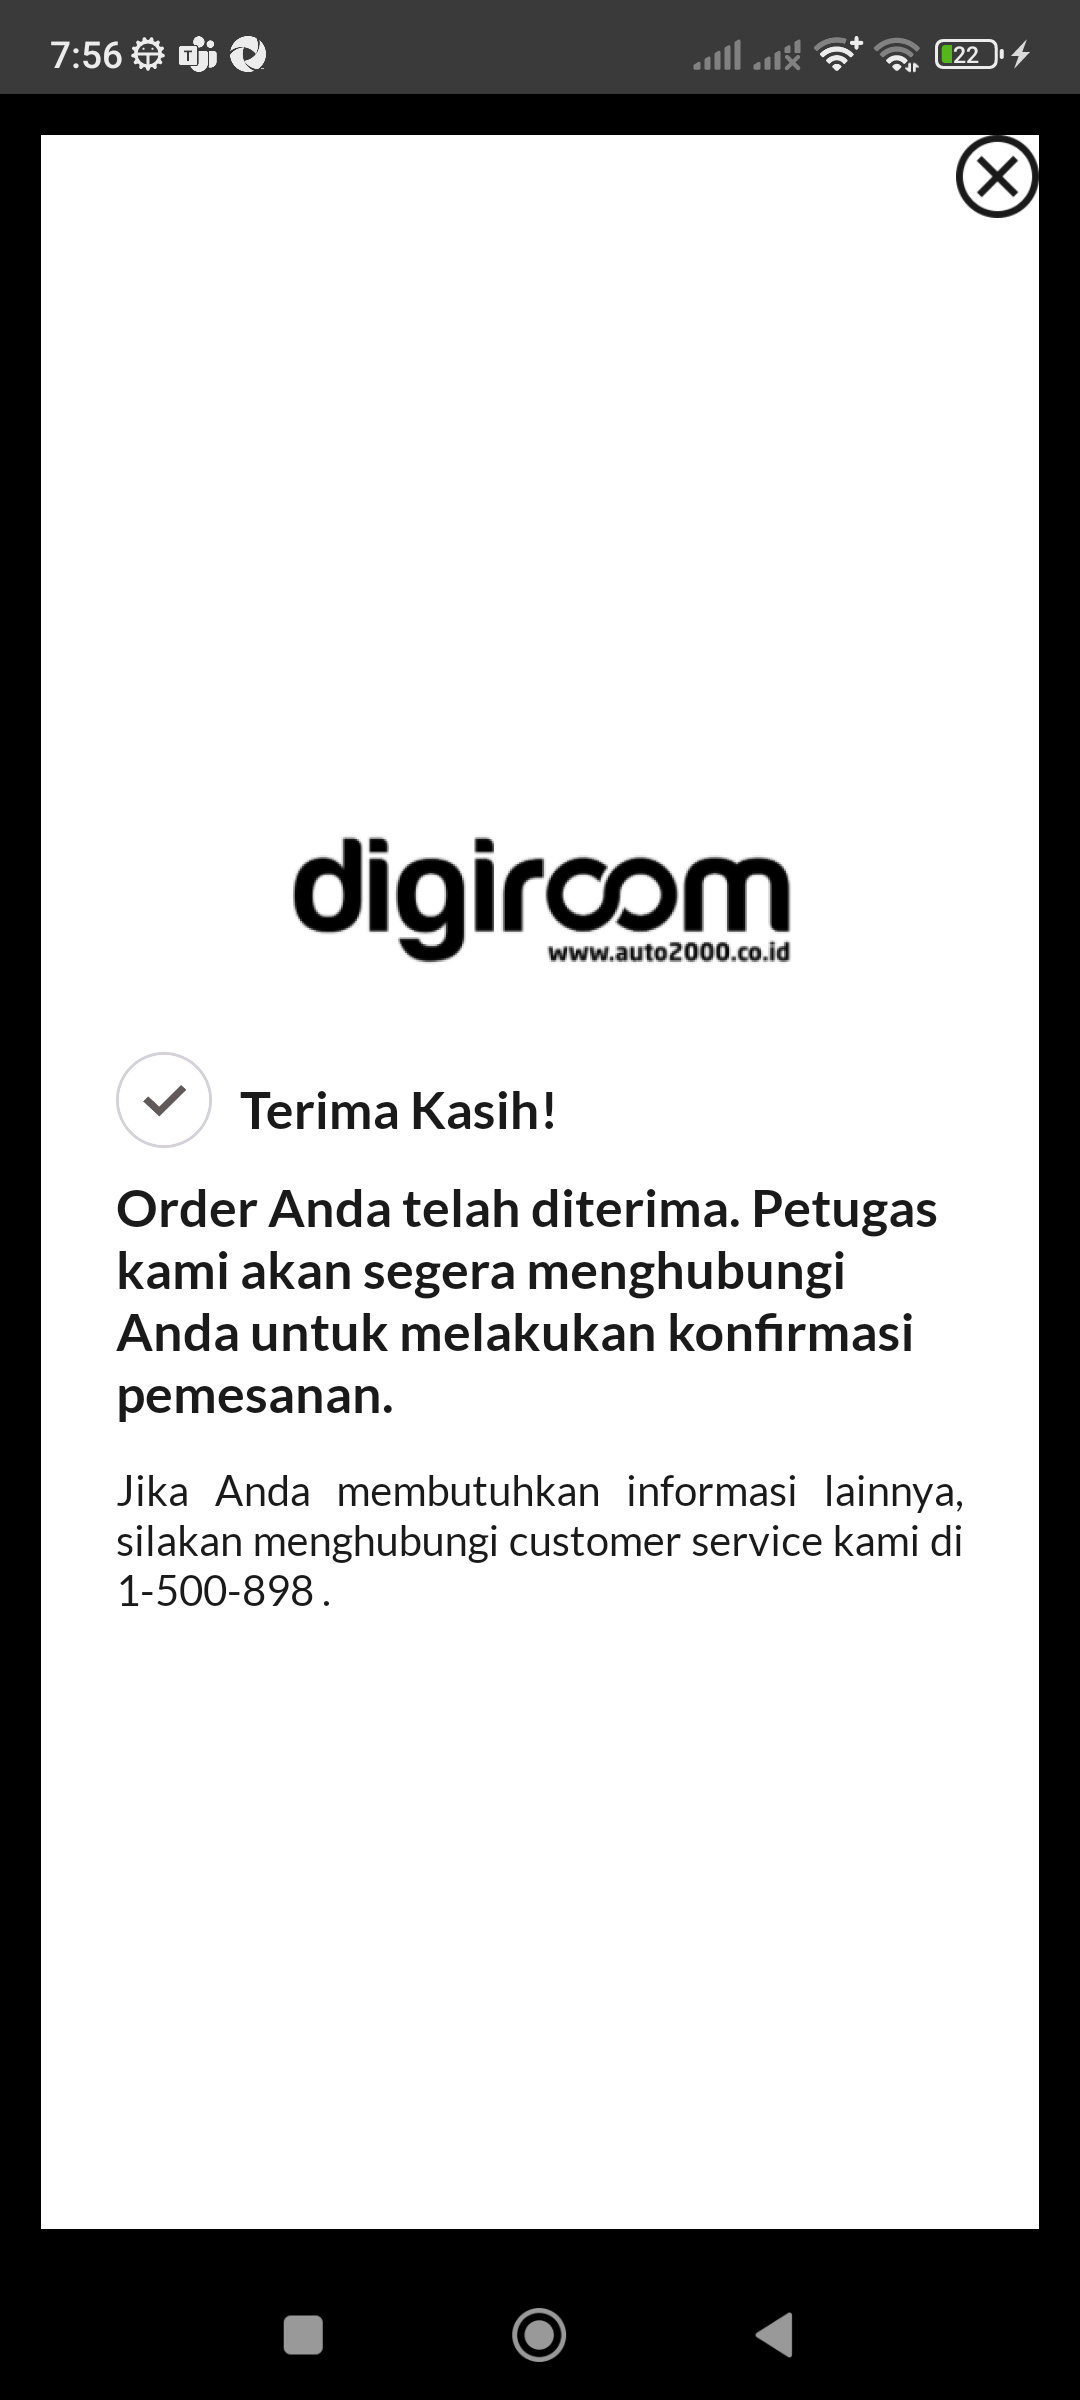 7:56
22
digiroom
www.auto2000.co.id
Terima Kasih!
Order Anda telah diterima. Petugas
kami akan segera menghubungi
Anda untuk melakukan konfirmasi
pemesanan.
Jika Anda membutuhkan informasi lainnya,
silakan menghubungi customer service kami di
1-500-898 .